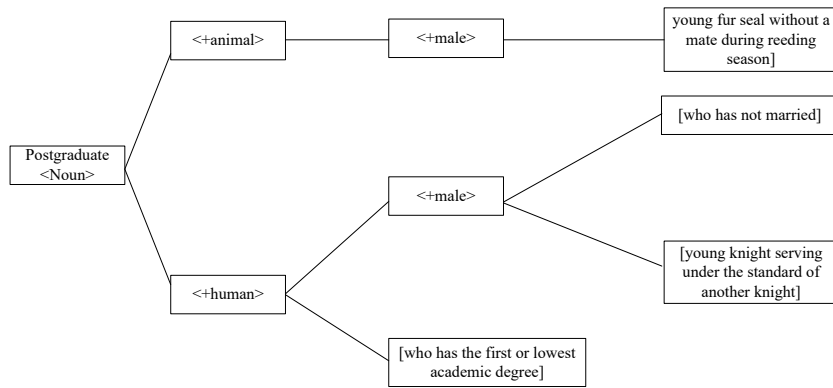 <+animal>
<+male>
young fur seal without a
mate during reeding
season]
[who has not married]
Postgraduate
<Noun>
<+male>
[young knight serving
under the standard of
another knight]
<+human>
[who has the first or lowest
academic degree]